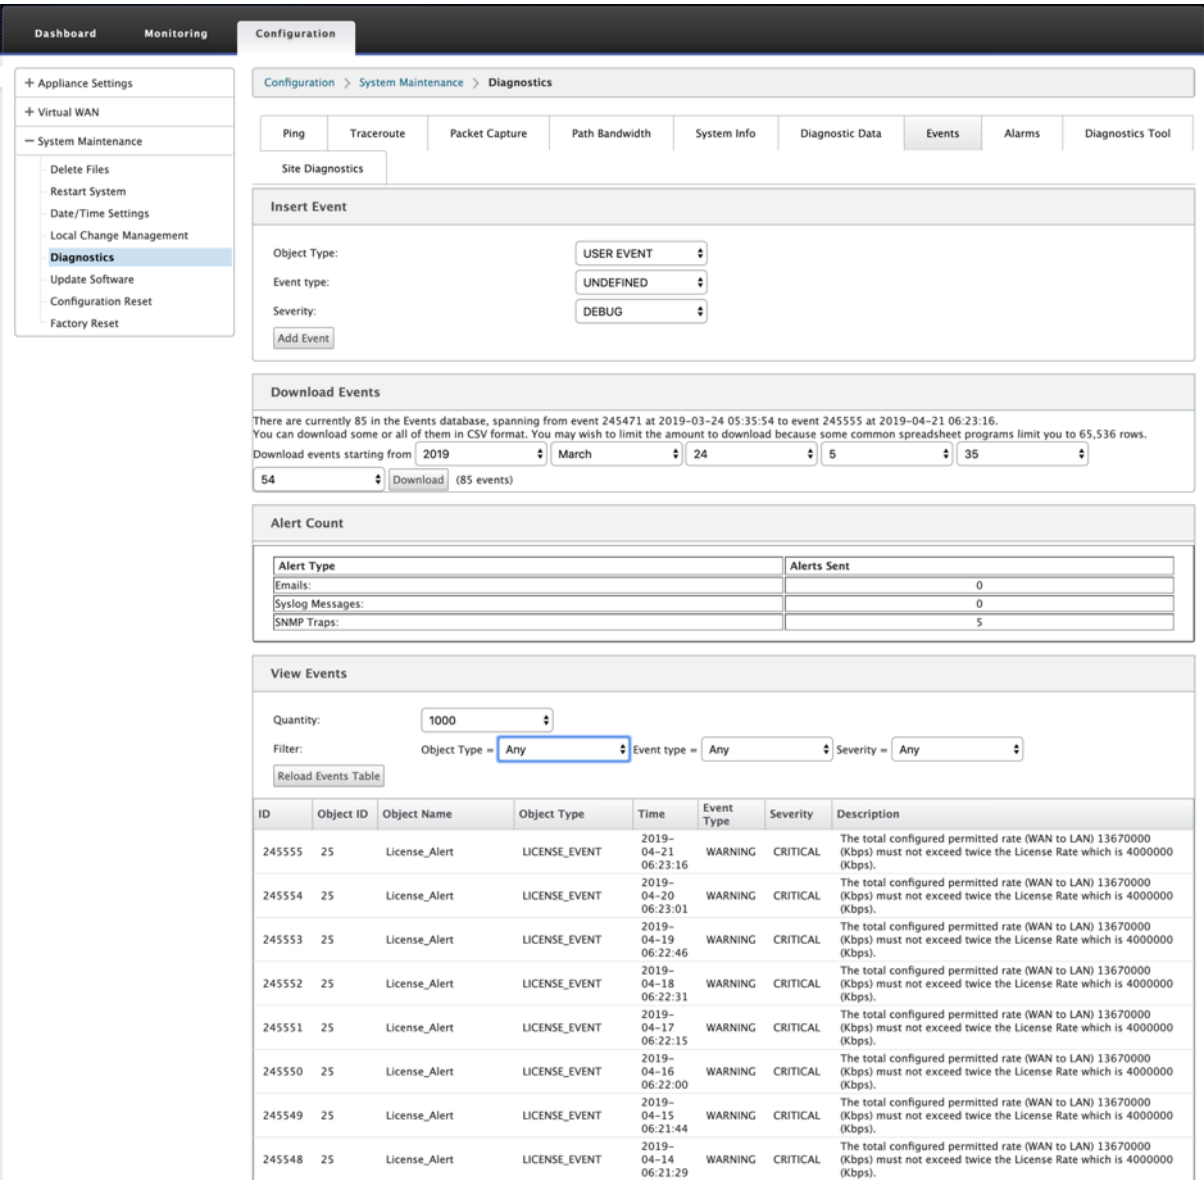 Dashboard Monitoring Configuration
+ Appliance Settings
+ Virtual WAN
− System Maintenance
Delete Files
Restart System
Date/Time Settings
Local Change Management
Diagnostics
Update Software
Configuration Reset
Factory Reset
Configuration > System Maintenance > Diagnostics
Ping Traceroute Packet Capture Path Bandwidth System Info Diagnostic Data Events Alarms Diagnostics Tool
Site Diagnostics
Insert Event
Object Type: USER EVENT
Event type: UNDEFINED
Severity: DEBUG
Add Event
Download Events
There are currently 85 in the Events database, spanning from event 245471 at 2019-03-24 05:35:54 to event 245555 at 2019-04-21 06:23:16.
You can download some or all of them in CSV format. You may wish to limit the amount to download because some common spreadsheet programs limit you to 65,536 rows.
Download events starting from 2019 March 24 5 35
54 Download (85 events)
Alert Count
Alert Type Alerts Sent
Emails: 0
Syslog Messages: 0
SNMP Traps: 5
View Events
Quantity: 1000
Filter: Object Type = Any Event type = Any Severity = Any
Reload Events Table
ID Object ID Object Name Object Type Time Event Type Severity Description
245555 25 License_Alert LICENSE_EVENT 2019-04-21 06:23:16 WARNING CRITICAL The total configured permitted rate (WAN to LAN) 13670000 (Kbps) must not exceed twice the License Rate which is 4000000 (Kbps).
245554 25 License_Alert LICENSE_EVENT 2019-04-20 06:23:01 WARNING CRITICAL The total configured permitted rate (WAN to LAN) 13670000 (Kbps) must not exceed twice the License Rate which is 4000000 (Kbps).
245553 25 License_Alert LICENSE_EVENT 2019-04-19 06:22:46 WARNING CRITICAL The total configured permitted rate (WAN to LAN) 13670000 (Kbps) must not exceed twice the License Rate which is 4000000 (Kbps).
245552 25 License_Alert LICENSE_EVENT 2019-04-18 06:22:31 WARNING CRITICAL The total configured permitted rate (WAN to LAN) 13670000 (Kbps) must not exceed twice the License Rate which is 4000000 (Kbps).
245551 25 License_Alert LICENSE_EVENT 2019-04-17 06:22:15 WARNING CRITICAL The total configured permitted rate (WAN to LAN) 13670000 (Kbps) must not exceed twice the License Rate which is 4000000 (Kbps).
245550 25 License_Alert LICENSE_EVENT 2019-04-16 06:22:00 WARNING CRITICAL The total configured permitted rate (WAN to LAN) 13670000 (Kbps) must not exceed twice the License Rate which is 4000000 (Kbps).
245549 25 License_Alert LICENSE_EVENT 2019-04-15 06:21:44 WARNING CRITICAL The total configured permitted rate (WAN to LAN) 13670000 (Kbps) must not exceed twice the License Rate which is 4000000 (Kbps).
245548 25 License_Alert LICENSE_EVENT 2019-04-14 06:21:29 WARNING CRITICAL The total configured permitted rate (WAN to LAN) 13670000 (Kbps) must not exceed twice the License Rate which is 4000000 (Kbps).